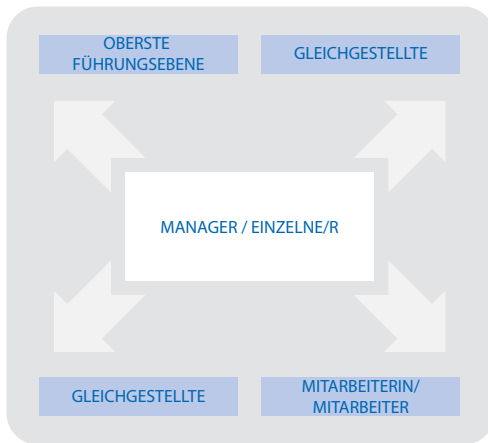 OBERSTE
FÜHRUNGSEBENE
GLEICHGESTELLTE
MANAGER / EINZELNE/R
GLEICHGESTELLTE
MITARBEITERIN/
MITARBEITER